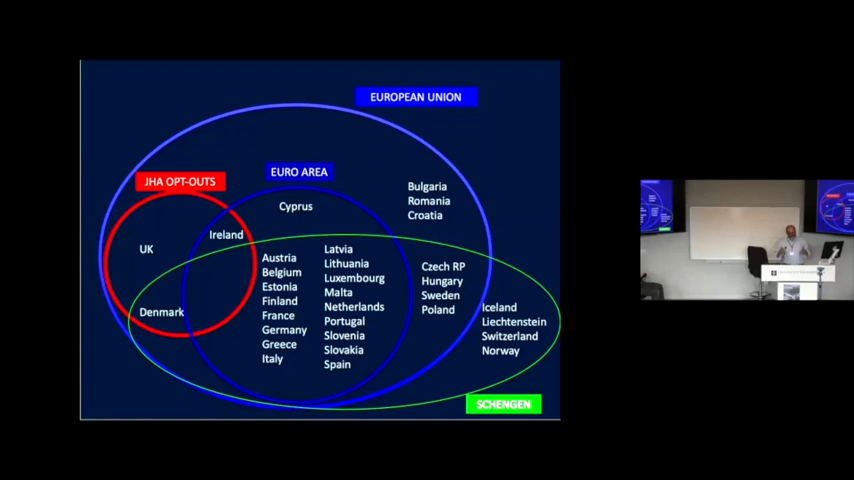 EUROPEAN UNION
JHA OPT-OUTS
EURO AREA
Bulgaria
Romania
Croatia
Cyprus
Ireland
UK
Denmark
Austria
Belgium
Estonia
Finland
France
Germany
Greece
Italy
Latvia
Lithuania
Luxembourg
Malta
Netherlands
Portugal
Slovenia
Slovakia
Spain
Czech RP
Hungary
Sweden
Poland
Iceland
Liechtenstein
Switzerland
Norway
SCHENGEN